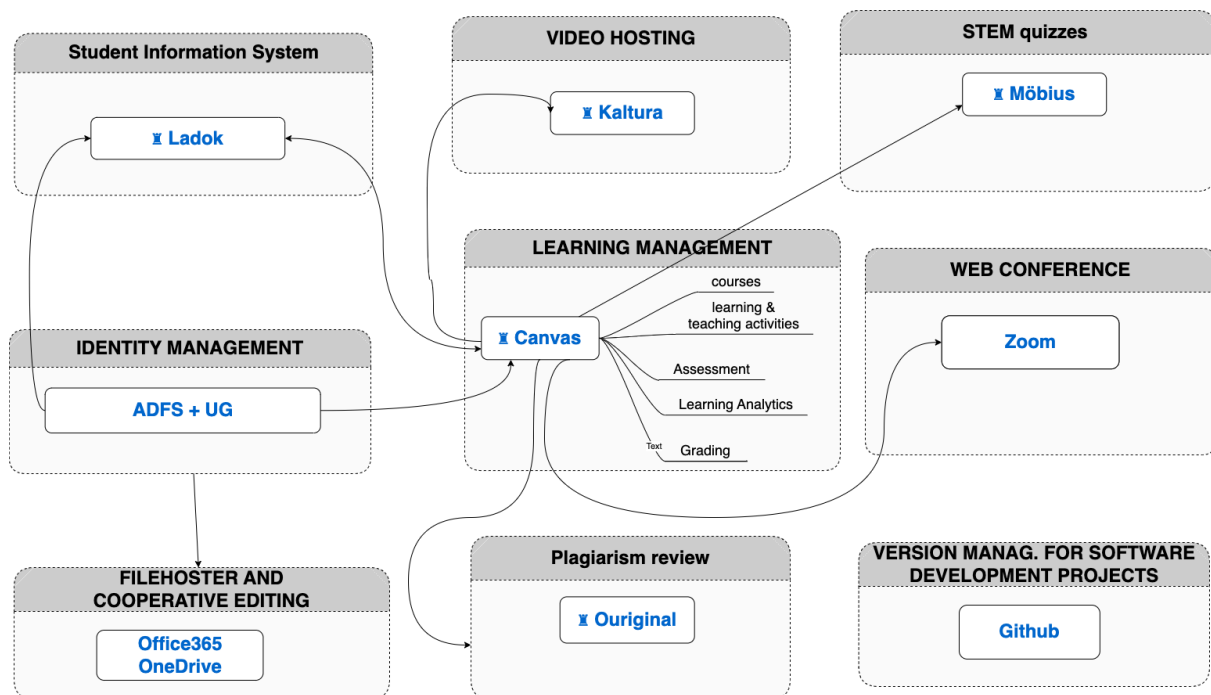 Student Information System
♜ Ladok
VIDEO HOSTING
♜ Kaltura
STEM quizzes
♜ Möbius
LEARNING MANAGEMENT
♜ Canvas
courses
learning &
teaching activities
Assessment
Learning Analytics
Text
Grading
WEB CONFERENCE
Zoom
IDENTITY MANAGEMENT
ADFS + UG
FILEHOSTER AND
COOPERATIVE EDITING
Office365
OneDrive
Plagiarism review
♜ Ouriginal
VERSION MANAG. FOR SOFTWARE
DEVELOPMENT PROJECTS
Github